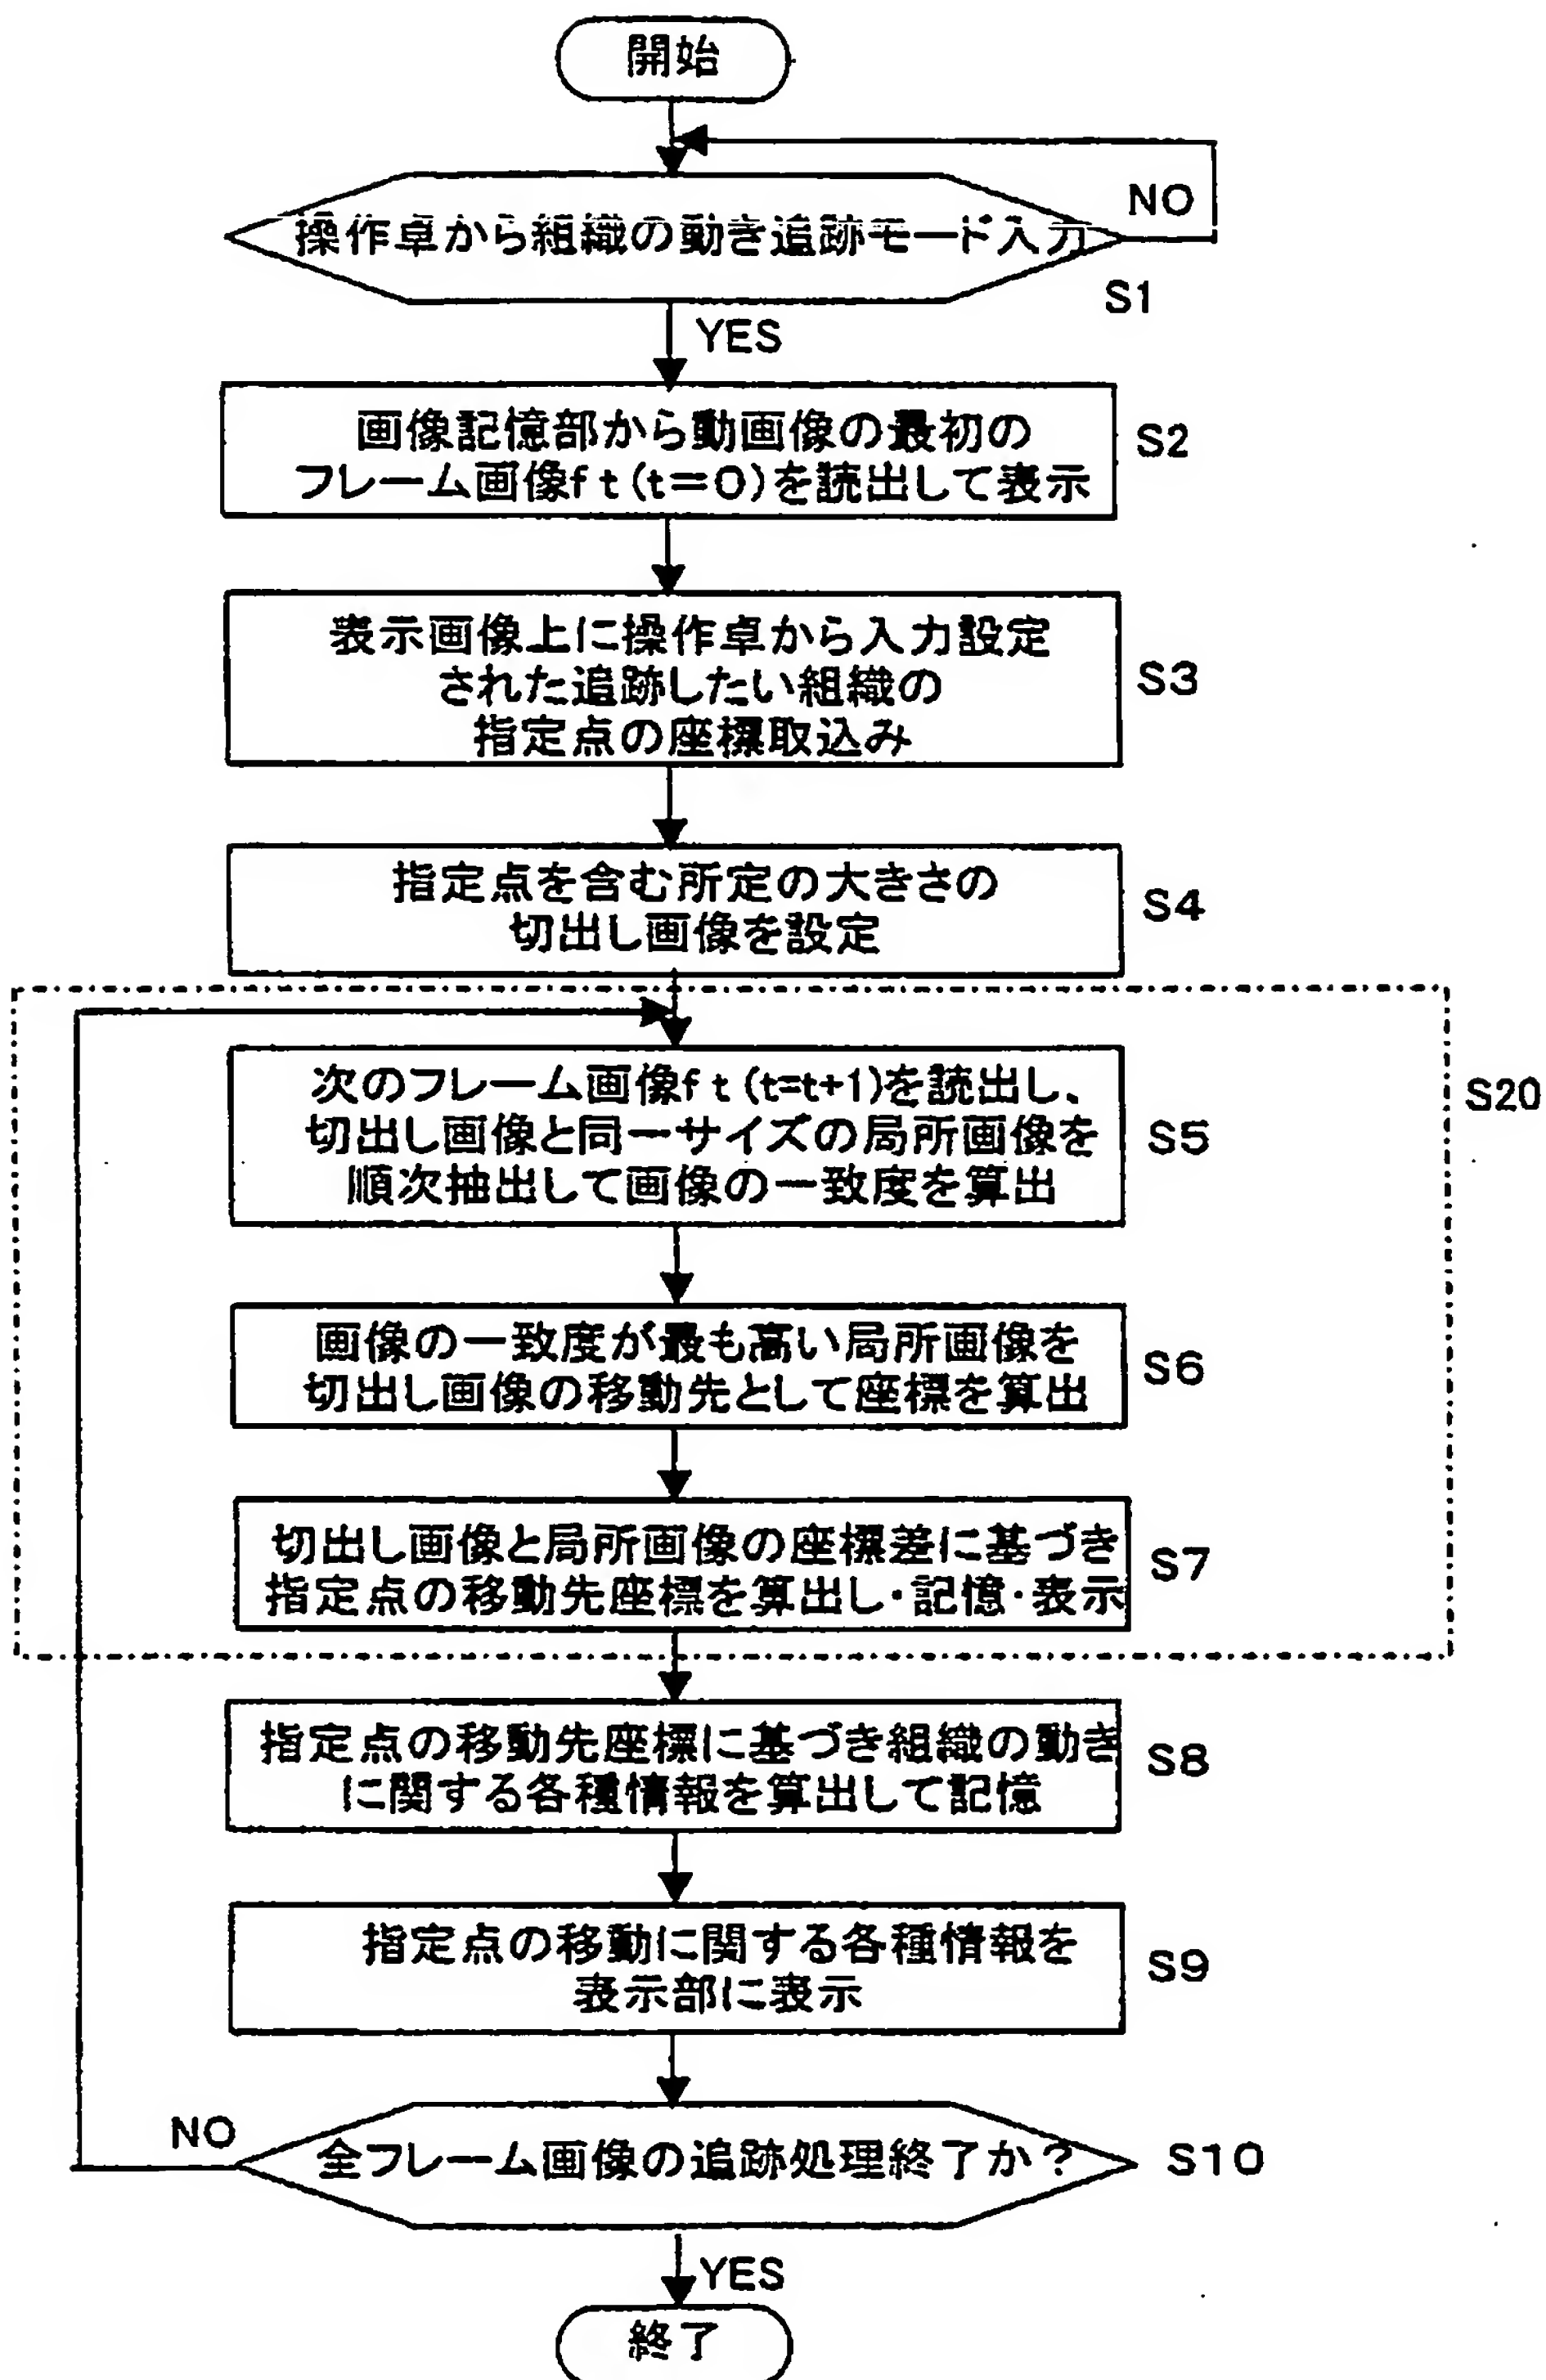 開始
NO
操作卓から組織の動き追跡モード入力
S1
YES
画像記憶部から動画像の最初の
フレーム画像ft(t=0)を読出して表示
S2
表示画像上に操作卓から入力設定
された追跡したい組織の
指定点の座標取込み
S3
指定点を含む所定の大きさの
切出し画像を設定
S4
S20
次のフレーム画像ft(t=t+1)を読出し、
切出し画像と同一サイズの局所画像を
順次抽出して画像の一致度を算出
S5
画像の一致度が最も高い局所画像を
切出し画像の移動先として座標を算出
S6
切出し画像と局所画像の座標差に基づき
指定点の移動先座標を算出し・記憶・表示
S7
指定点の移動先座標に基づき組織の動き
に関する各種情報を算出して記憶
S8
指定点の移動に関する各種情報を
表示部に表示
S9
NO
全フレーム画像の追跡処理終了か?
S10
YES
終了